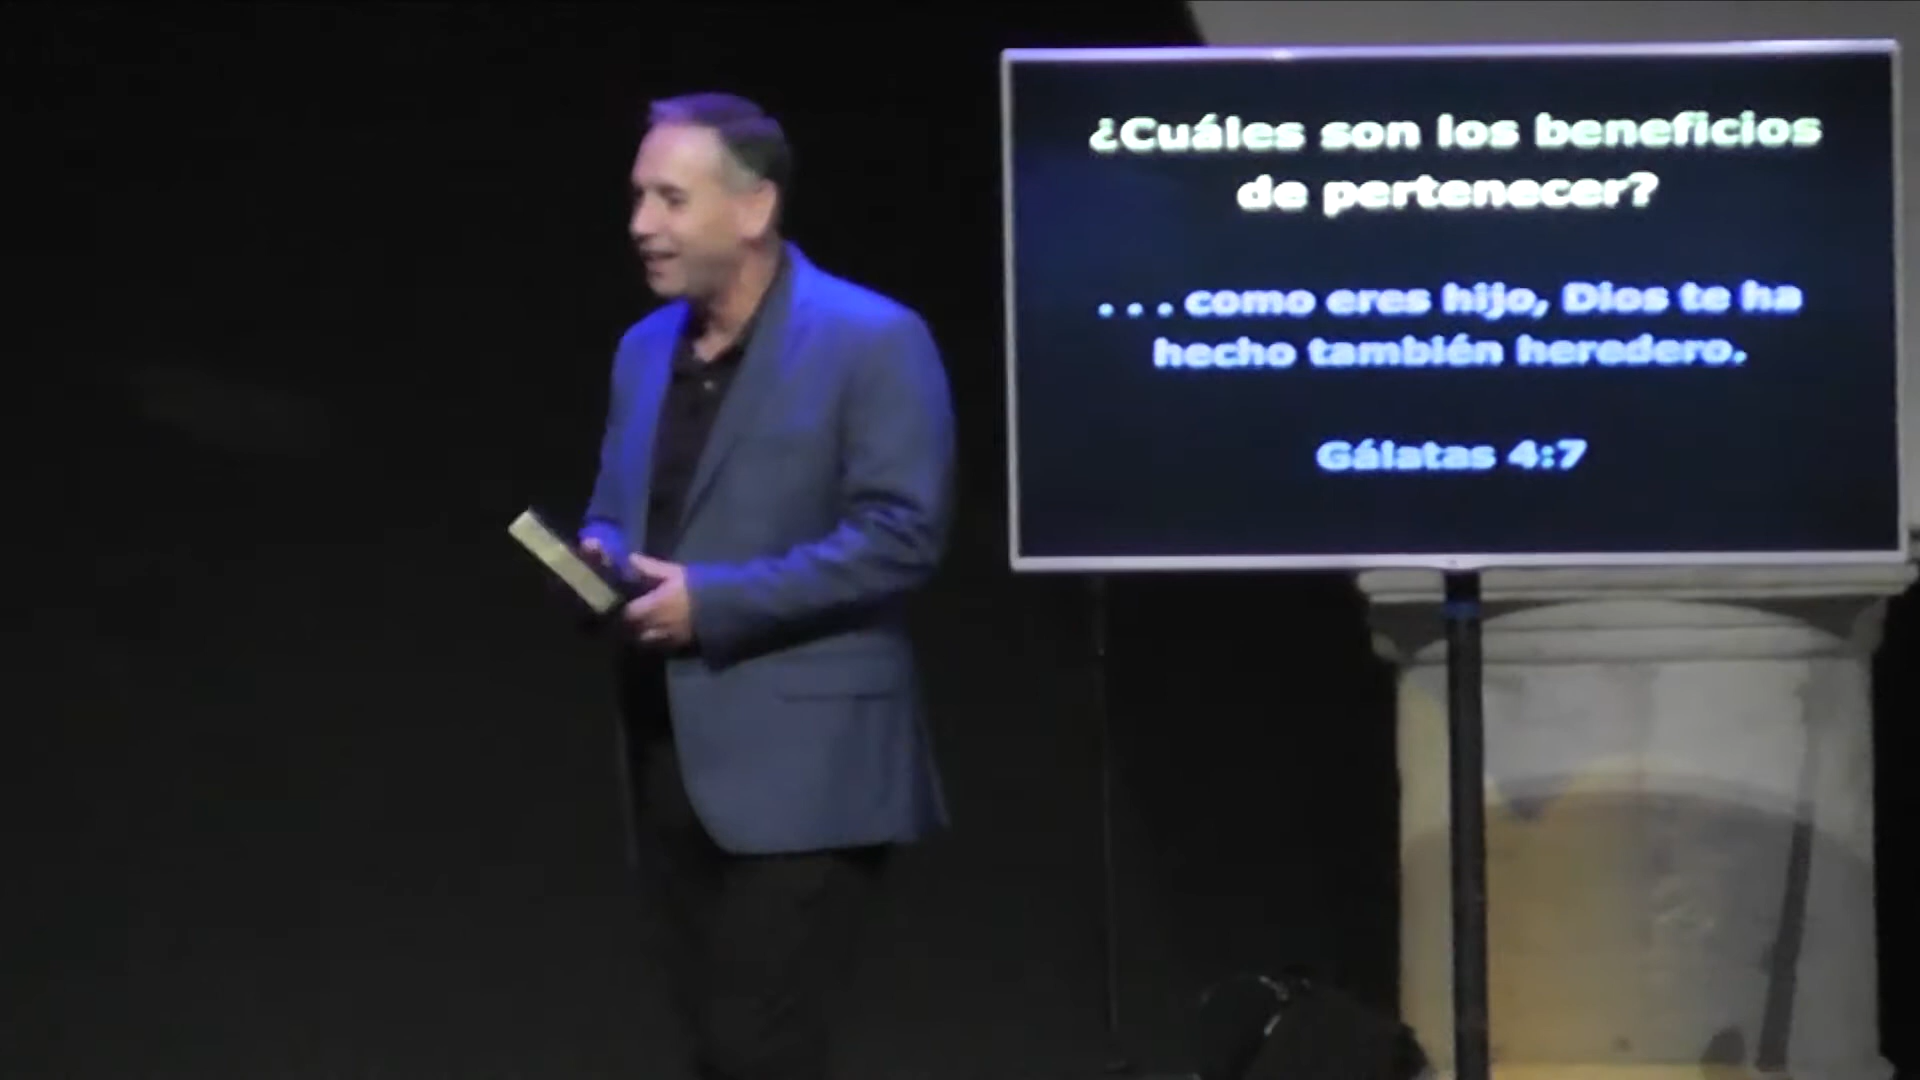 ¿Cuáles son los beneficios
de pertenecer?
. . . como eres hijo, Dios te ha
hecho también heredero.
Gálatas 4:7